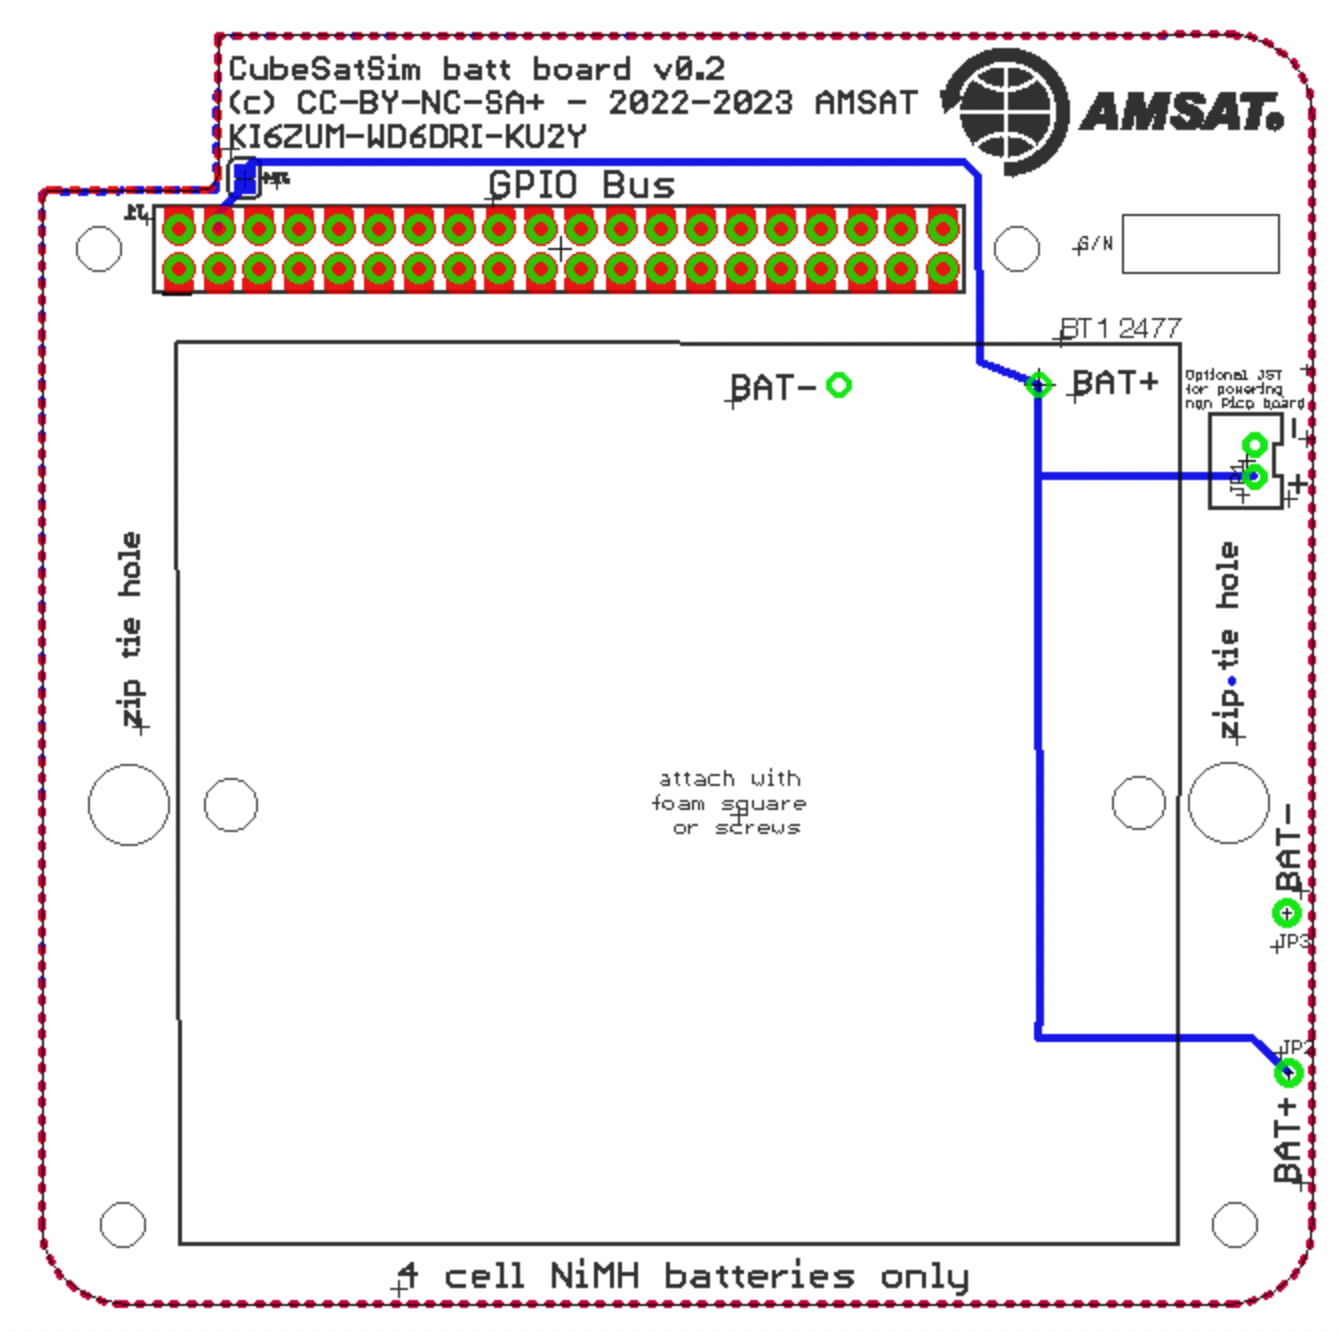 CubeSatSim batt board v0.2
(c) CC-BY-NC-SA+ - 2022-2023 AMSAT
KI6ZUM-WD6DRI-KU2Y
AMSAT®
GPIO Bus
J1
S/N
BT1 2477
BAT-
BAT+
Optional JST
for powering
non Pico board
-
+
JP1
zip tie hole
zip tie hole
attach with
foam square
or screws
BAT-
JP3
JP2
BAT+
4 cell NiMH batteries only